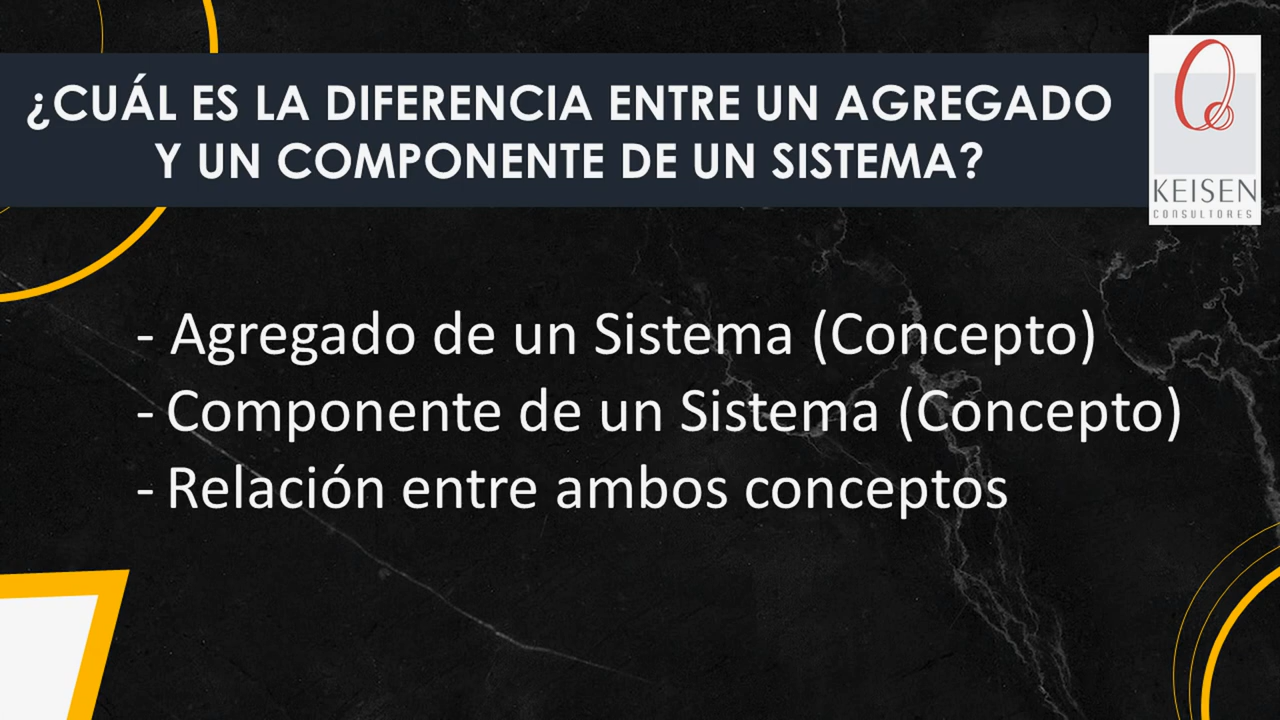 ¿CUÁL ES LA DIFERENCIA ENTRE UN AGREGADO
Y UN COMPONENTE DE UN SISTEMA?
KEISEN
CONSULTORES
- Agregado de un Sistema (Concepto)
- Componente de un Sistema (Concepto)
- Relación entre ambos conceptos